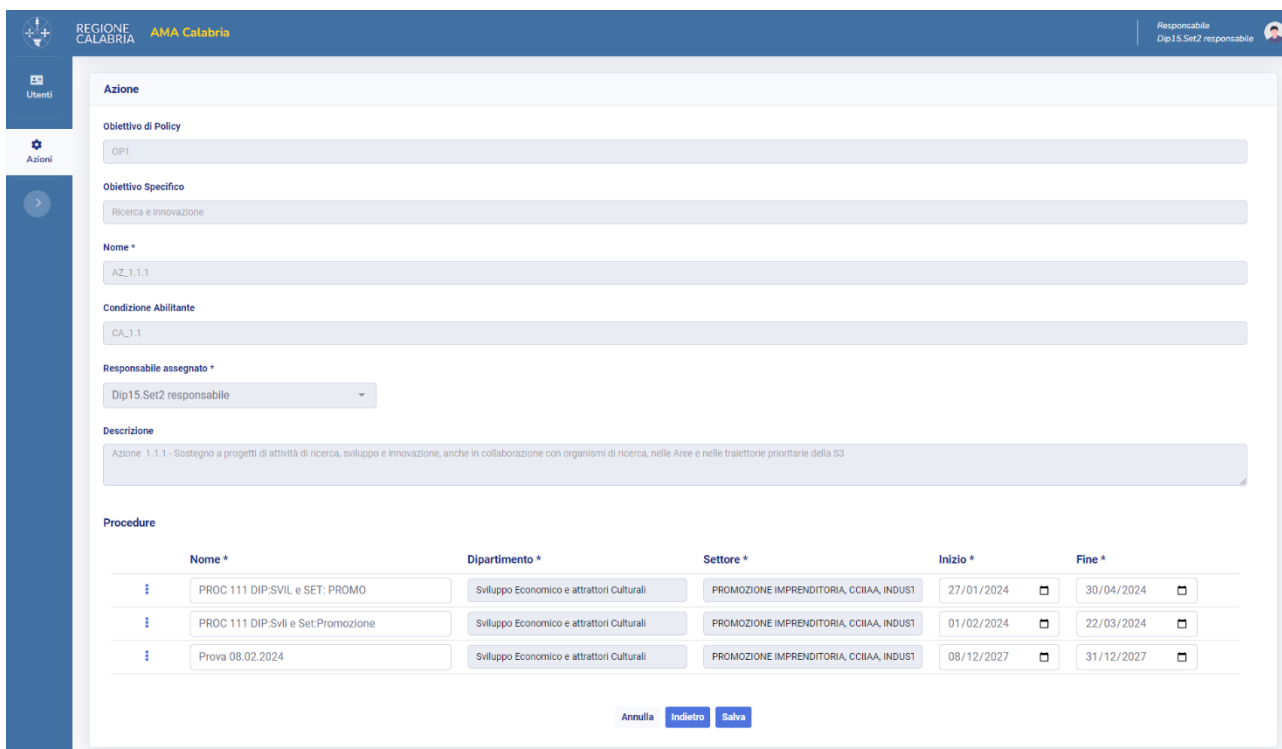 REGIONE
CALABRIA
AMA Calabria
Responsabile
Dip15.Set2 responsabile
Utenti
Azioni
Azione
Obiettivo di Policy
OP1
Obiettivo Specifico
Ricerca e innovazione
Nome *
AZ_1.1.1
Condizione Abilitante
CA_1.1
Responsabile assegnato *
Dip15.Set2 responsabile
Descrizione
Azione 1.1.1 - Sostegno a progetti di attività di ricerca, sviluppo e innovazione, anche in collaborazione con organismi di ricerca, nelle Aree e nelle traiettorie prioritarie della S3
Procedure
Nome * Dipartimento * Settore * Inizio * Fine *
PROC 111 DIP:SVIL e SET: PROMO Sviluppo Economico e attrattori Culturali PROMOZIONE IMPRENDITORIA, CCIIAA, INDUST 27/01/2024 30/04/2024
PROC 111 DIP:Svli e Set:Promozione Sviluppo Economico e attrattori Culturali PROMOZIONE IMPRENDITORIA, CCIIAA, INDUST 01/02/2024 22/03/2024
Prova 08.02.2024 Sviluppo Economico e attrattori Culturali PROMOZIONE IMPRENDITORIA, CCIIAA, INDUST 08/12/2027 31/12/2027
Annulla Indietro Salva